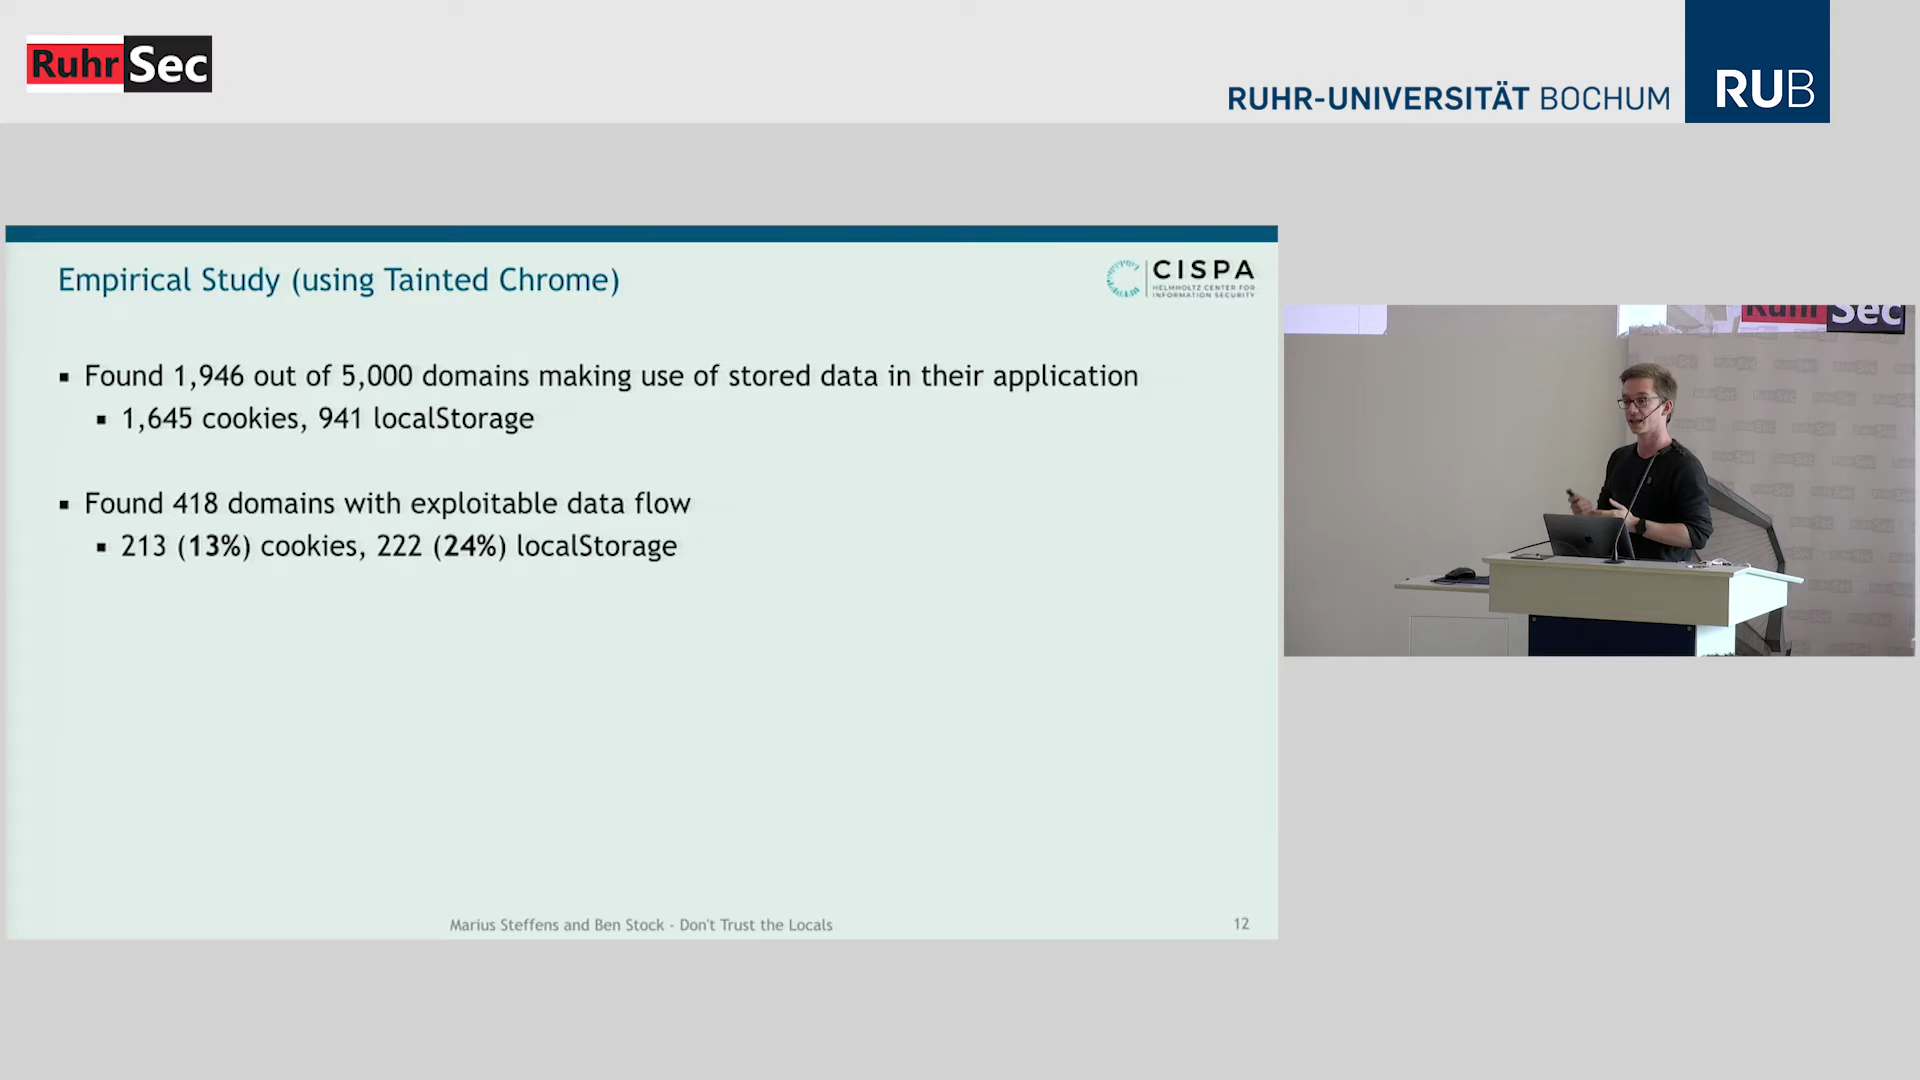 RuhrSec
RUHR-UNIVERSITÄT BOCHUM
RUB
Empirical Study (using Tainted Chrome)
CISPA
HELMHOLTZ CENTER FOR
INFORMATION SECURITY
▪ Found 1,946 out of 5,000 domains making use of stored data in their application
▪ 1,645 cookies, 941 localStorage
▪ Found 418 domains with exploitable data flow
▪ 213 (13%) cookies, 222 (24%) localStorage
Marius Steffens and Ben Stock - Don't Trust the Locals
12
RuhrSec